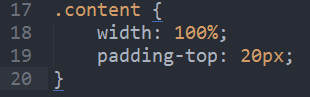 17 .content {
18     width: 100%;
19     padding-top: 20px;
20 }